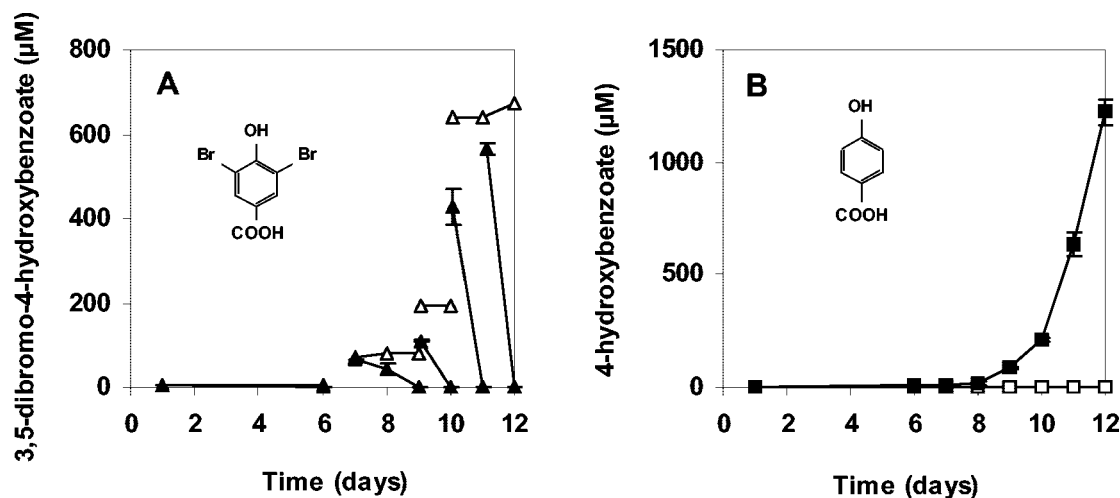 3,5-dibromo-4-hydroxybenzoate (µM)
800
600
400
200
0
A
OH
Br
Br
COOH
0
2
4
6
8
10
12
Time (days)
4-hydroxybenzoate (µM)
1500
1000
500
0
B
OH
COOH
0
2
4
6
8
10
12
Time (days)